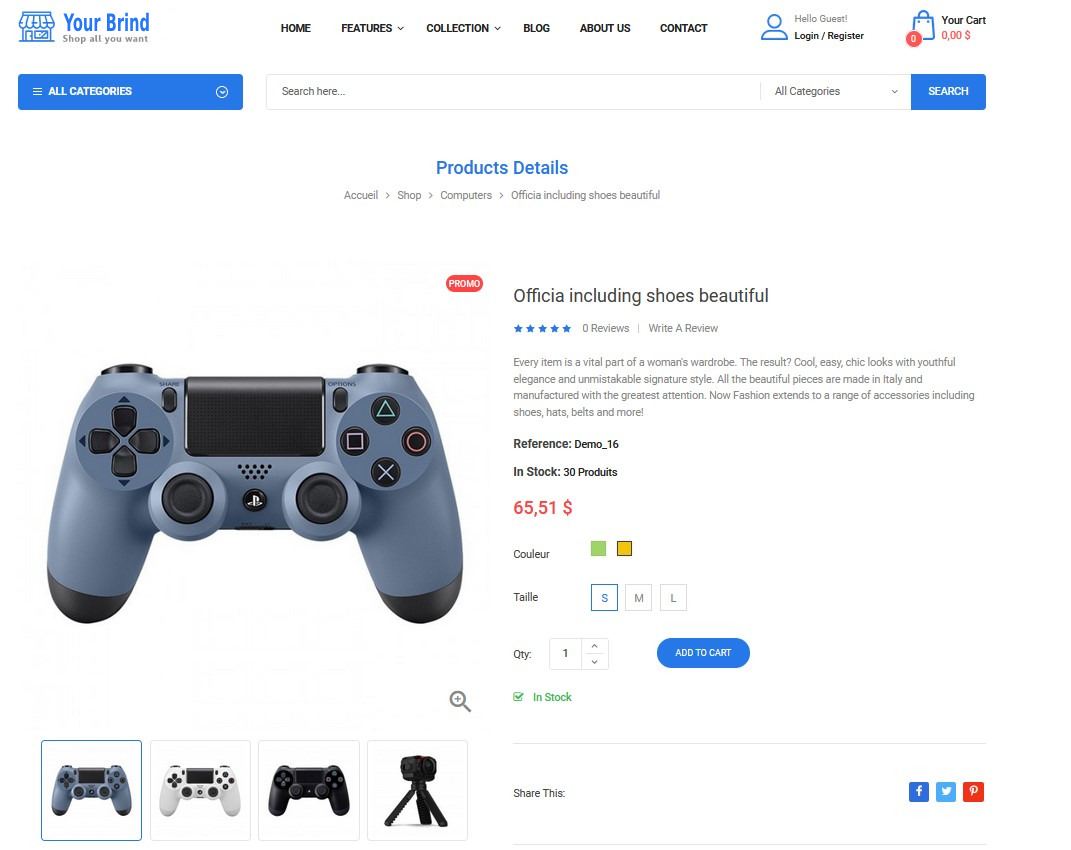 Your Brind
Shop all you want
HOME
FEATURES
COLLECTION
BLOG
ABOUT US
CONTACT
Hello Guest!
Login / Register
0
Your Cart
0,00 $
ALL CATEGORIES
Search here...
All Categories
SEARCH
Products Details
Accueil > Shop > Computers > Officia including shoes beautiful
PROMO
SHARE
OPTIONS
Officia including shoes beautiful
0 Reviews | Write A Review
Every item is a vital part of a woman's wardrobe. The result? Cool, easy, chic looks with youthful
elegance and unmistakable signature style. All the beautiful pieces are made in Italy and
manufactured with the greatest attention. Now Fashion extends to a range of accessories including
shoes, hats, belts and more!
Reference: Demo_16
In Stock: 30 Produits
65,51 $
Couleur
Taille
S
M
L
Qty:
1
ADD TO CART
In Stock
Share This: